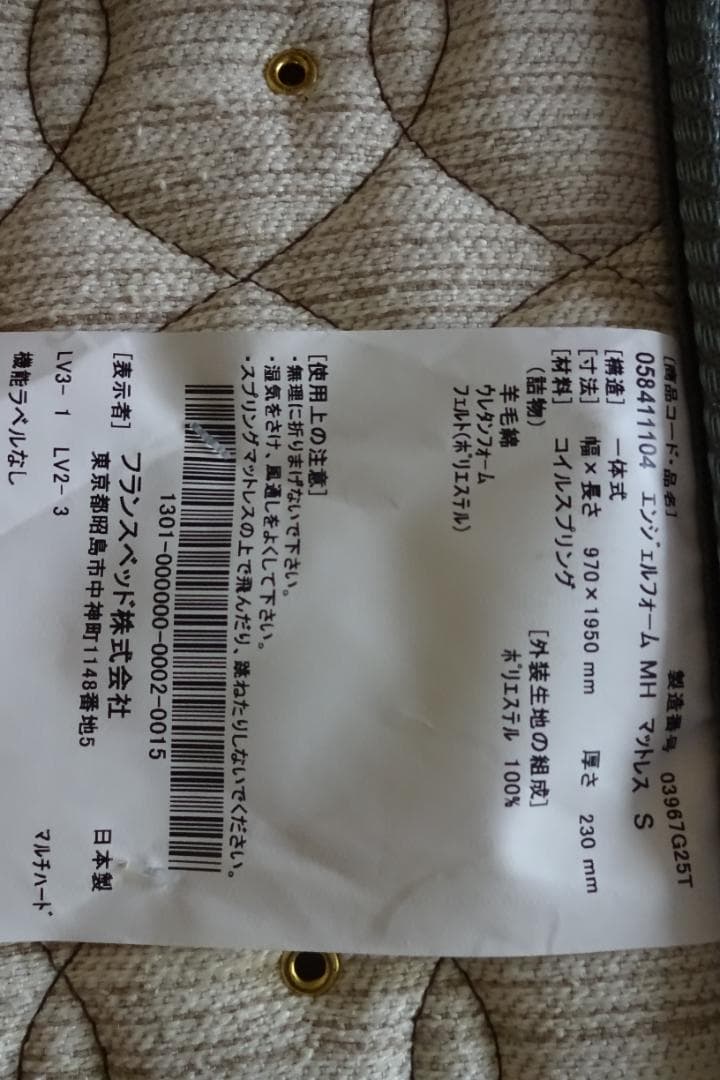 [商品コード・品名] 製造番号 03967G25T
058411104 エンジェルフォーム MH マットレス S
[構造] 一体式
[寸法] 幅×長さ 970×1950 mm 厚さ 230 mm
[材料] コイルスプリング
(詰物)
羊毛綿 [外装生地の組成]
ウレタンフォーム ポリエステル 100%
フェルト(ポリエステル)
[使用上の注意]
・無理に折りまげないで下さい。
・湿気をさけ、風通しをよくして下さい。
・スプリングマットレスの上で飛んだり、跳ねたりしないでください。
1301-000000-0002-0015
[表示者] フランスベッド株式会社
東京都昭島市中神町1148番地5 日本製
LV3- 1 LV2- 3
機能ラベルなし マルチハード